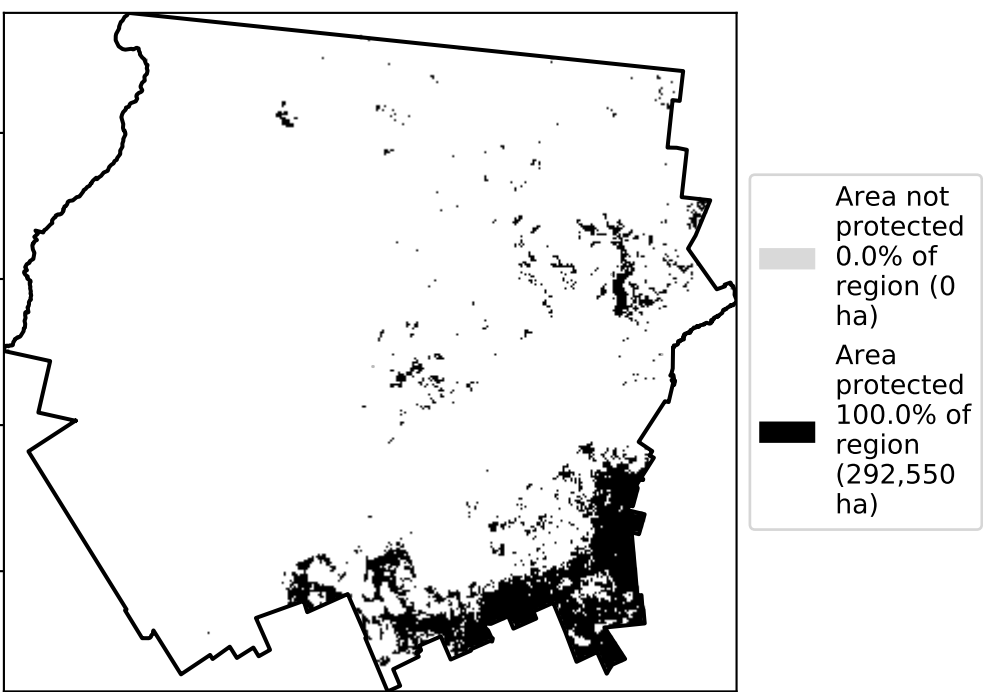 Area not
protected
0.0% of
region (0
ha)
Area
protected
100.0% of
region
(292,550
ha)